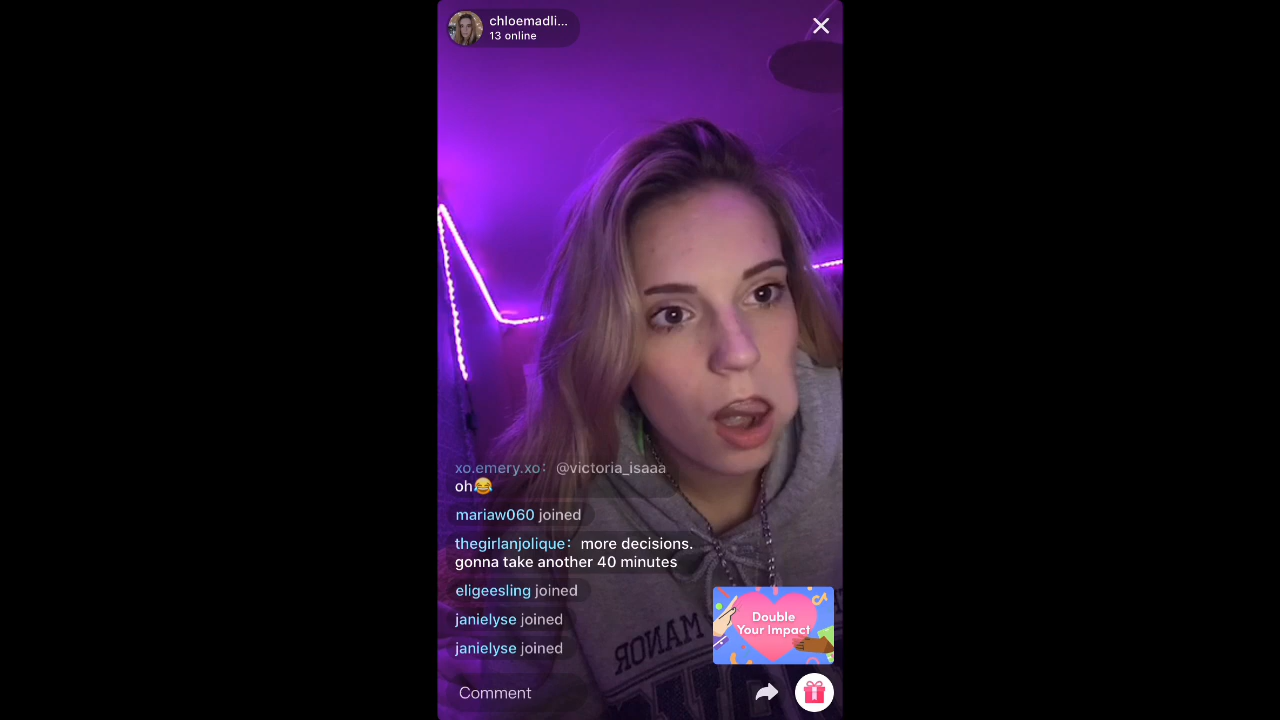 chloemadli...
13 online
xo.emery.xo: @victoria_isaaa
oh😂
mariaw060 joined
thegirlanjolique: more decisions.
gonna take another 40 minutes
eligeesling joined
janielyse joined
janielyse joined
Double
Your Impact
MANOR
Comment